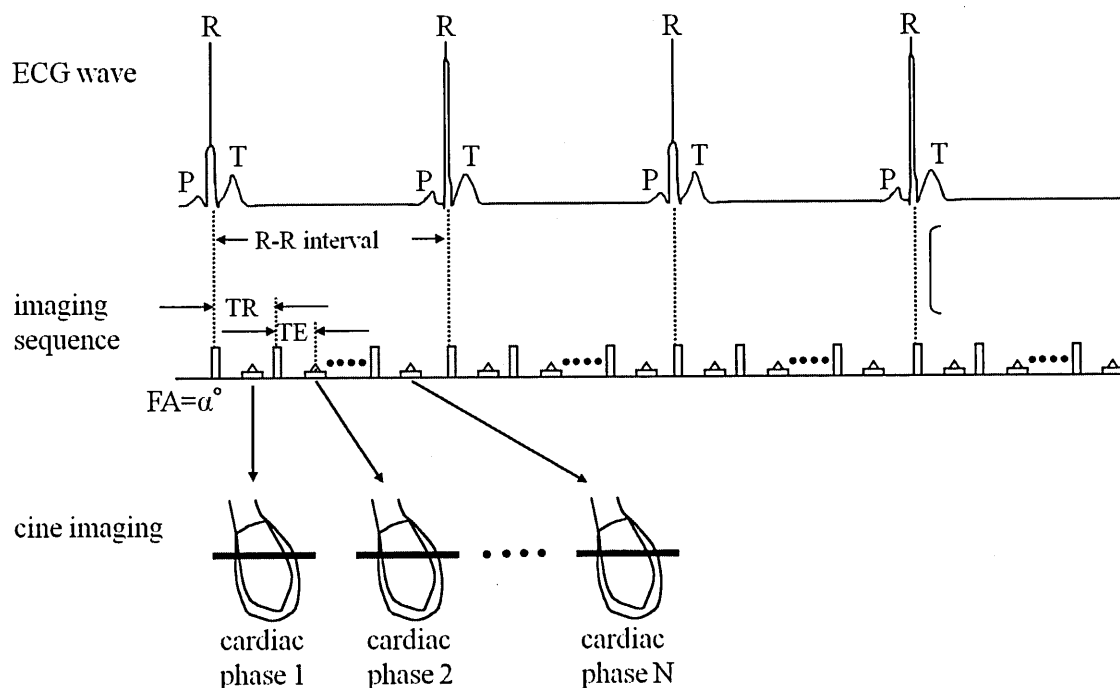 R R R R
ECG wave
P T P T P T P T
R-R interval
imaging
sequence
TR
TE
FA=α°
cine imaging
cardiac
phase 1
cardiac
phase 2
cardiac
phase N